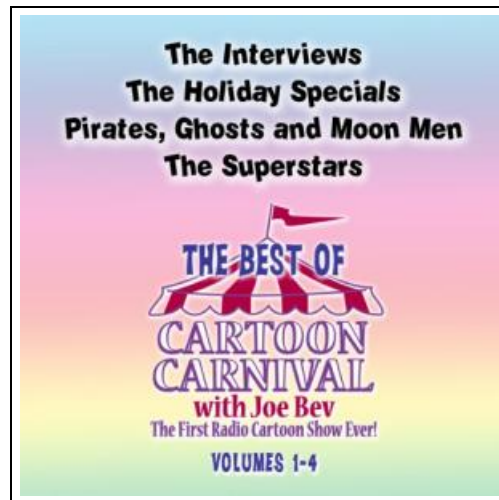 The Interviews
The Holiday Specials
Pirates, Ghosts and Moon Men
The Superstars
THE BEST OF
CARTOON
CARNIVAL
with Joe Bev
The First Radio Cartoon Show Ever!
VOLUMES 1-4